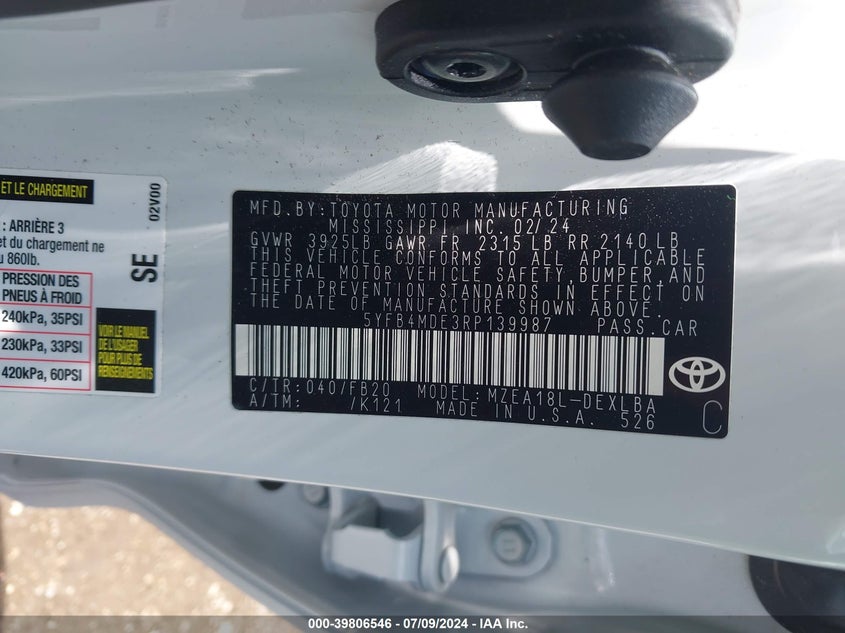 ET LE CHARGEMENT
: ARRIÈRE 3
et du chargement ne
860lb.
PRESSION DES
PNEUS À FROID
240kPa, 35PSI
230kPa, 33PSI
420kPa, 60PSI
VOIR LE MANUEL
DE L'USAGER
POUR PLUS DE
RENSEIGNEMENTS
02V00
SE
MFD.BY:TOYOTA MOTOR MANUFACTURING
MISSISSIPPI, INC. 02/24
GVWR 3925LB GAWR FR 2315LB RR 2140LB
THIS VEHICLE CONFORMS TO ALL APPLICABLE
FEDERAL MOTOR VEHICLE SAFETY, BUMPER, AND
THEFT PREVENTION STANDARDS IN EFFECT ON
THE DATE OF MANUFACTURE SHOWN ABOVE.
5YFB4MDE3RP139987 PASS.CAR
C/TR: 040/FB20 MODEL: MZEA18L-DEXLBA
A/TM: /K121 MADE IN U.S.A. 526
C
000-39806546 - 07/09/2024 - IAA Inc.